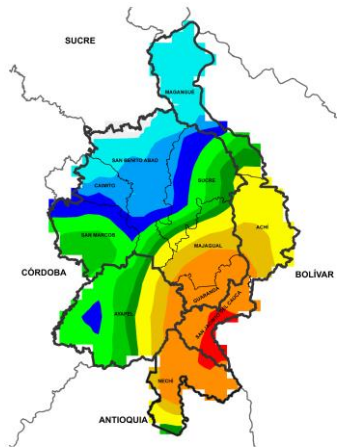 SUCRE
MAGANGUÉ
SAN BENITO ABAD
CAIMITO
SUCRE
SAN MARCOS
ACHÍ
MAJAGUAL
CÓRDOBA
BOLÍVAR
GUARANDA
SAN JACINTO DEL CAUCA
AYAPEL
NECHÍ
ANTIOQUIA